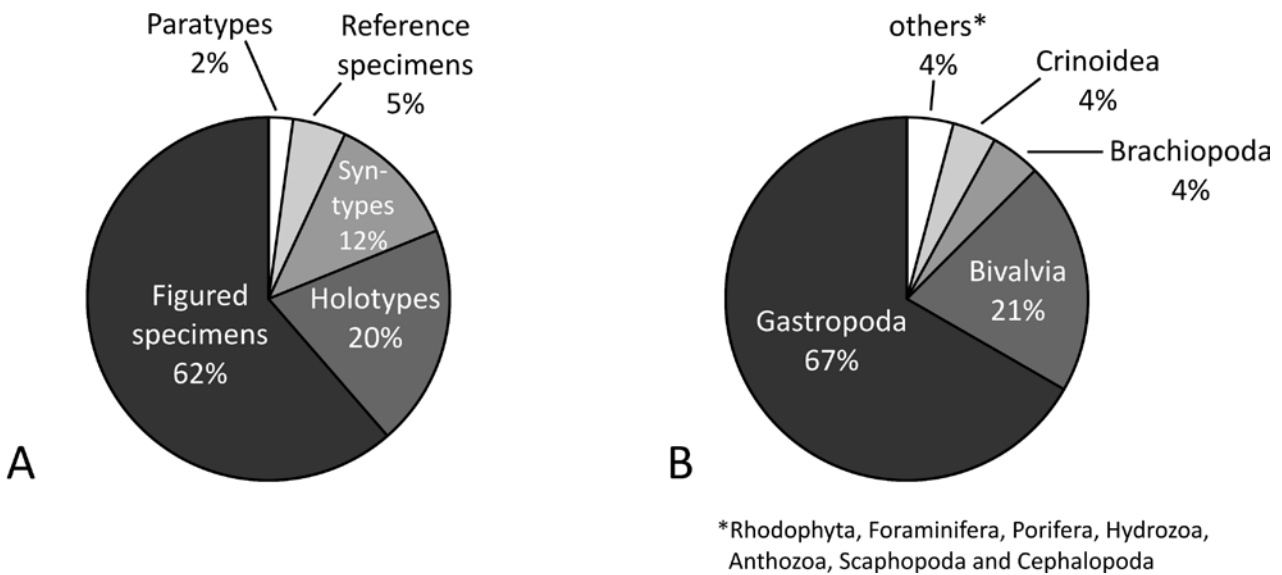 Paratypes
2%
Reference
specimens
5%
Syn-
types
12%
Holotypes
20%
Figured
specimens
62%
A
others*
4%
Crinoidea
4%
Brachiopoda
4%
Bivalvia
21%
Gastropoda
67%
B
*Rhodophyta, Foraminifera, Porifera, Hydrozoa,
Anthozoa, Scaphopoda and Cephalopoda